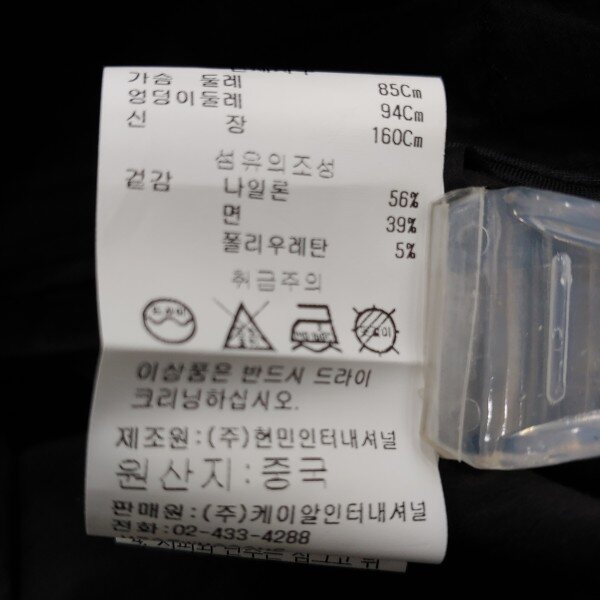 가슴 둘레 85Cm
엉덩이둘레 94Cm
신 장 160Cm
섬유의조성
겉감 나일론 56%
면 39%
폴리우레탄 5%
취급주의
드라이
이상품은 반드시 드라이
크리닝하십시오.
제조원:(주)현민인터내셔널
원산지:중국
판매원:(주)케이알인터내셔널
전화:02-433-4288